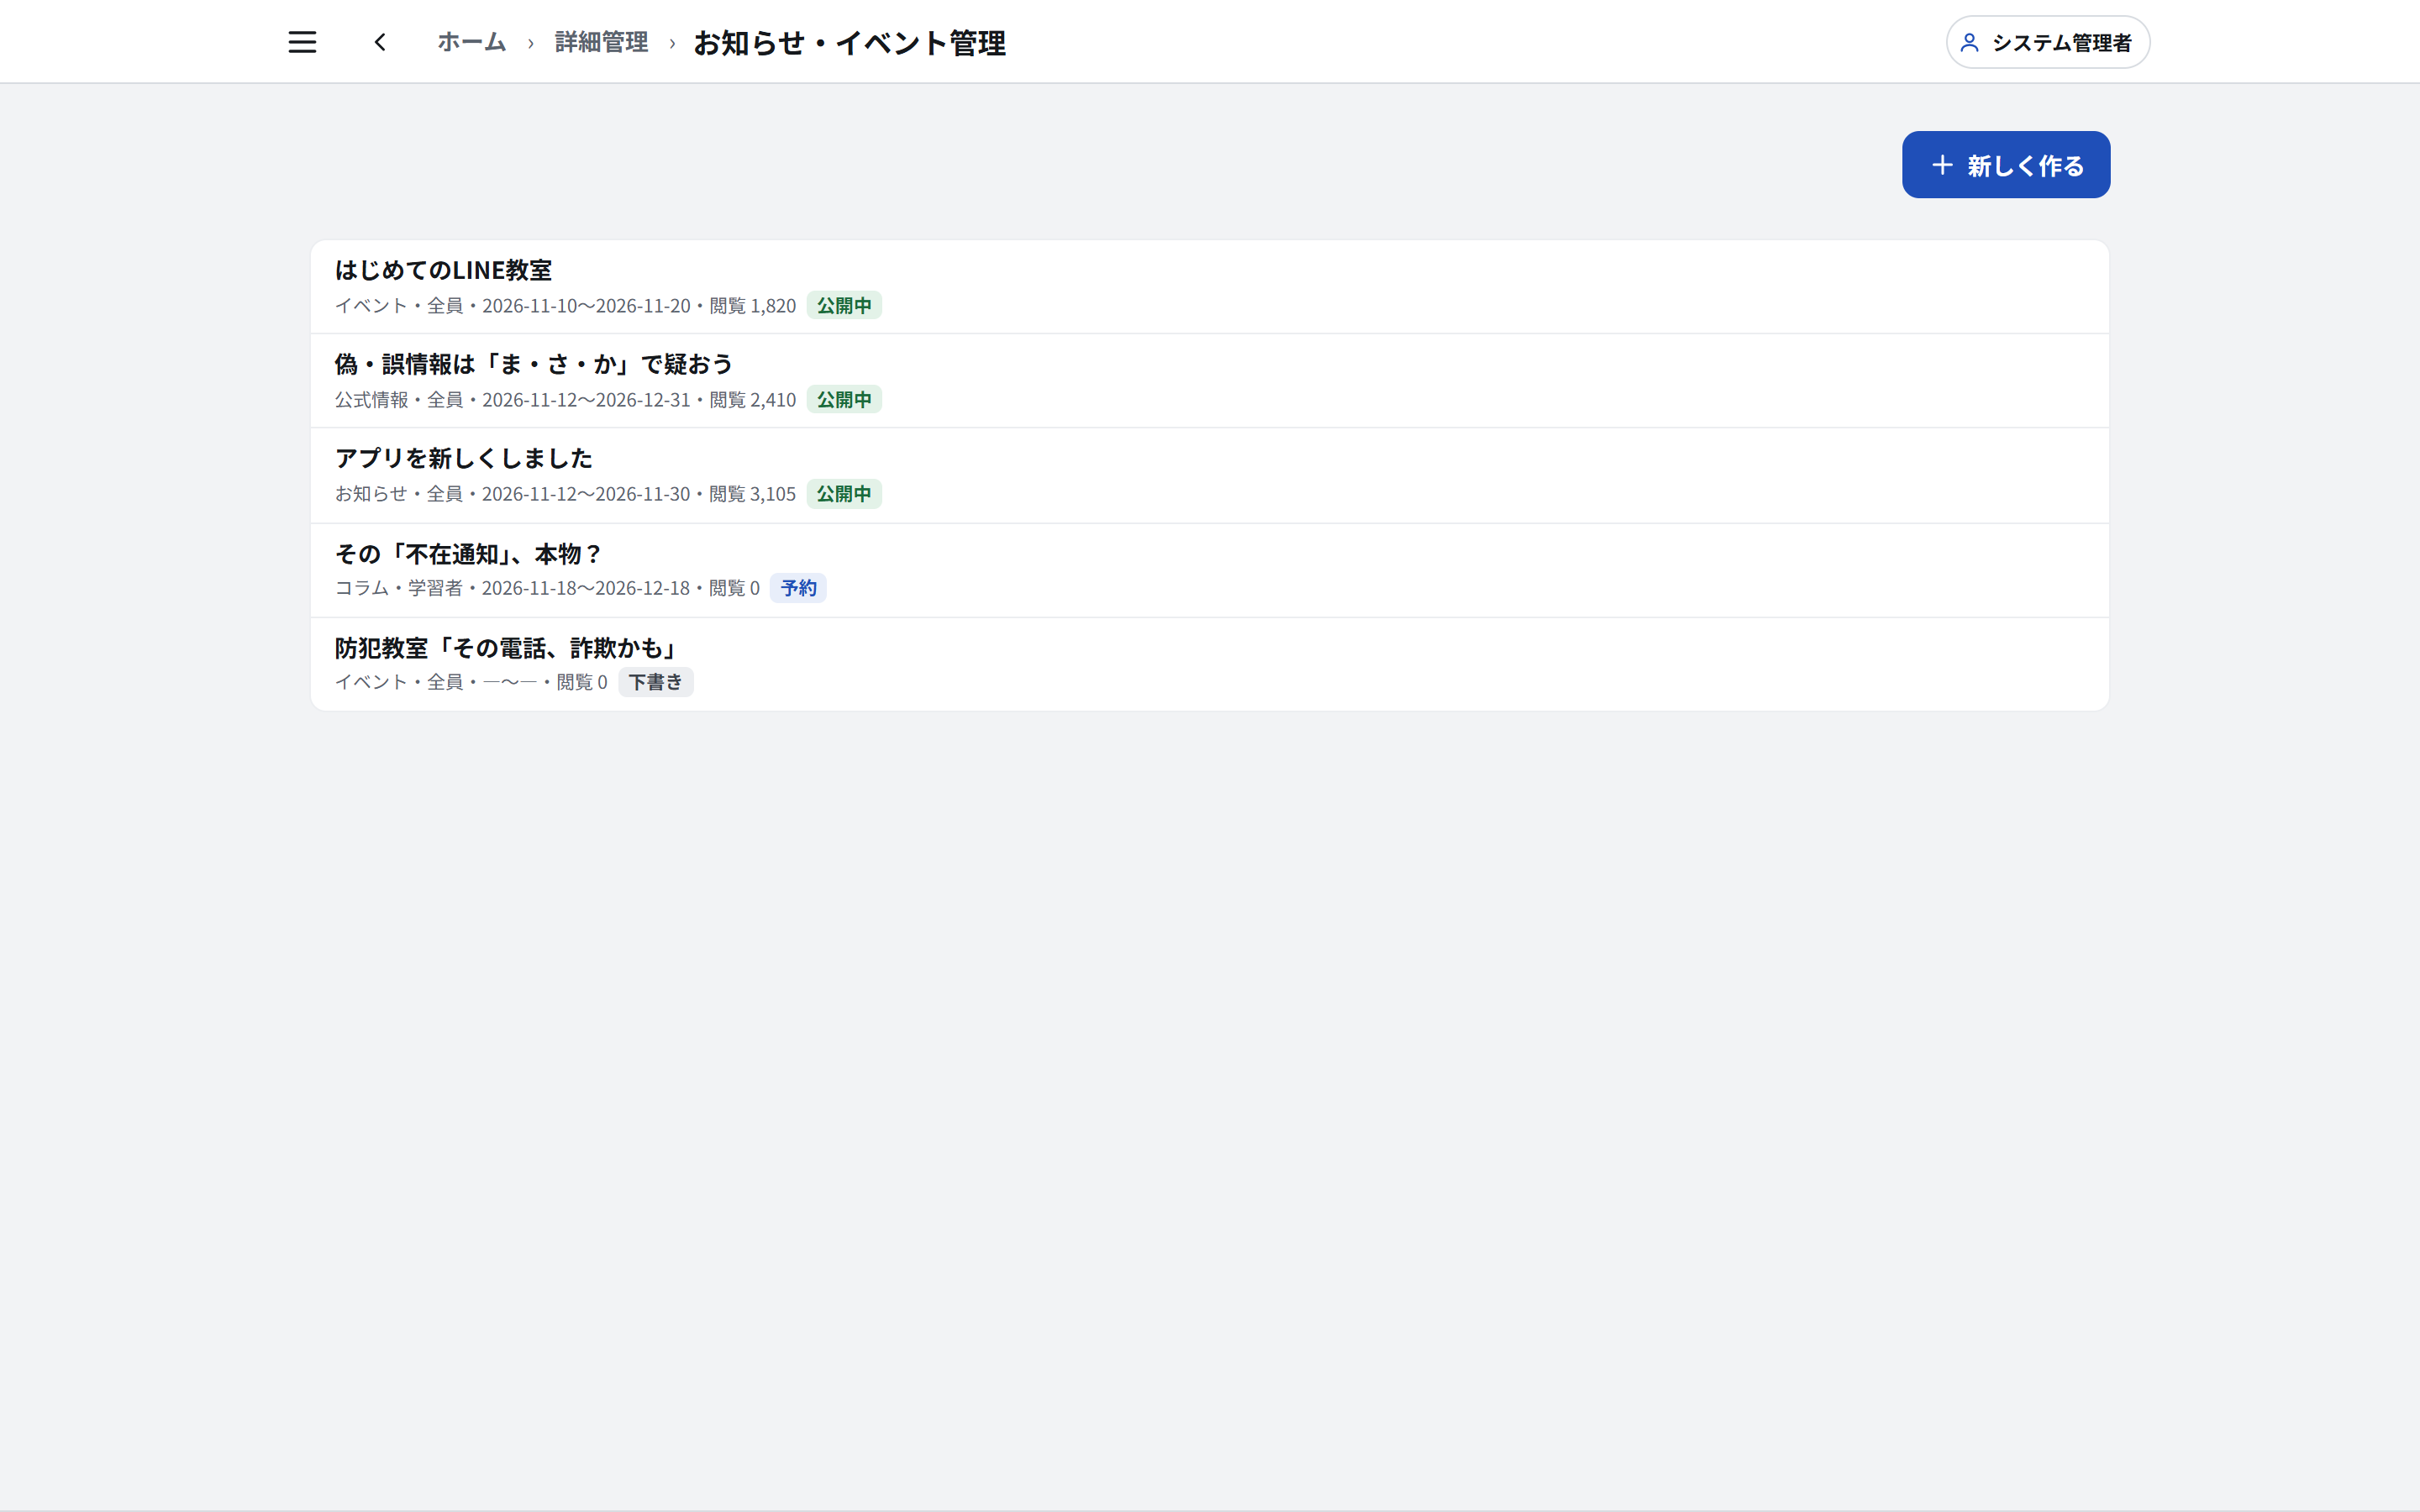 ホーム › 詳細管理 › お知らせ・イベント管理
システム管理者
新しく作る
はじめてのLINE教室
イベント・全員・2026-11-10〜2026-11-20・閲覧 1,820 公開中
偽・誤情報は「ま・さ・か」で疑おう
公式情報・全員・2026-11-12〜2026-12-31・閲覧 2,410 公開中
アプリを新しくしました
お知らせ・全員・2026-11-12〜2026-11-30・閲覧 3,105 公開中
その「不在通知」、本物？
コラム・学習者・2026-11-18〜2026-12-18・閲覧 0 予約
防犯教室「その電話、詐欺かも」
イベント・全員・—〜—・閲覧 0 下書き